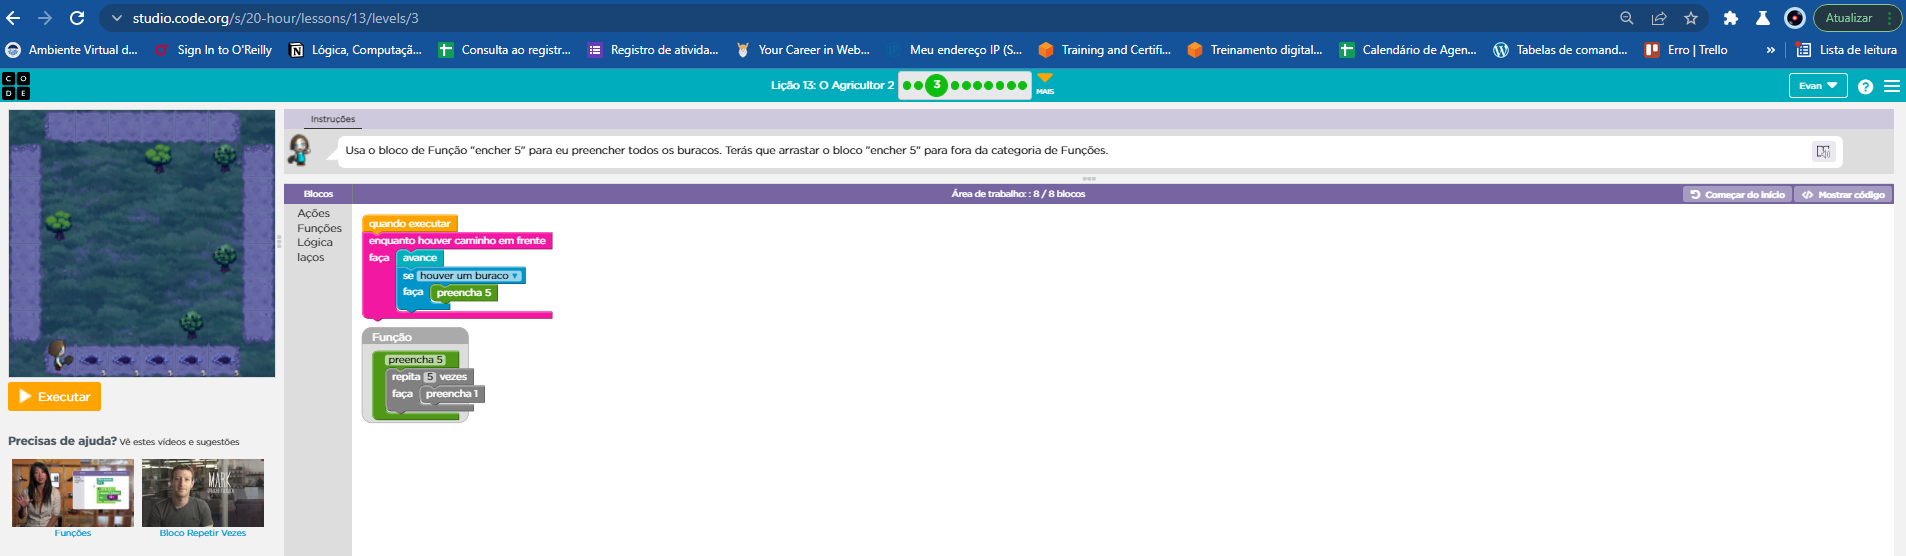 studio.code.org/s/20-hour/lessons/13/levels/3
Atualizar
Ambiente Virtual d... Sign In to O'Reilly Lógica, Computaçã... Consulta ao registr... Registro de ativida... Your Career in Web... Meu endereço IP (S... Training and Certifi... Treinamento digital... Calendário de Agen... Tabelas de comand... Erro | Trello » Lista de leitura
C O D E
Lição 13: O Agricultor 2
3
MAIS
Evan
?
Instruções
Usa o bloco de Função "encher 5" para eu preencher todos os buracos. Terás que arrastar o bloco "encher 5" para fora da categoria de Funções.
Blocos
Área de trabalho: : 8 / 8 blocos
Começar do início
Mostrar código
Ações
Funções
Lógica
laços
quando executar
enquanto houver caminho em frente
faça avance
se houver um buraco
faça preencha 5
Função
preencha 5
repita 5 vezes
faça preencha 1
Executar
Precisas de ajuda? Vê estes vídeos e sugestões
MARK
Funções
Bloco Repetir Vezes